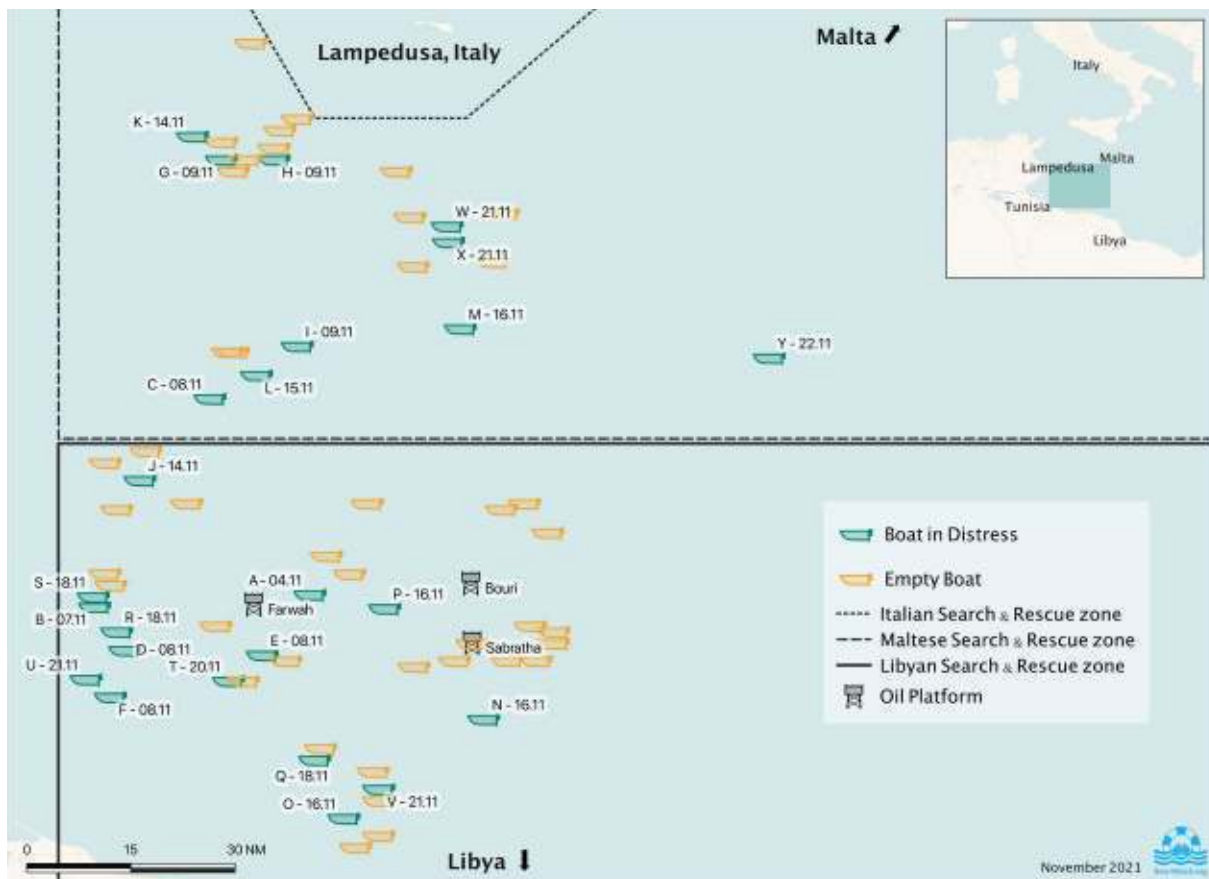 Lampedusa, Italy
Malta
Italy
Malta
Lampedusa
Tunisia
Libya
K - 14.11
G - 09.11
H - 09.11
W - 21.11
X - 21.11
M - 16.11
I - 09.11
Y - 22.11
C - 08.11
L - 15.11
J - 14.11
S - 18.11
A - 04.11
Farwah
P - 16.11
Bouri
B - 07.11
R - 18.11
D - 08.11
E - 08.11
Sabratha
U - 21.11
T - 20.11
F - 08.11
N - 16.11
Q - 18.11
O - 16.11
V - 21.11
Boat in Distress
Empty Boat
Italian Search & Rescue zone
Maltese Search & Rescue zone
Libyan Search & Rescue zone
Oil Platform
0 15 30 NM
Libya
November 2021